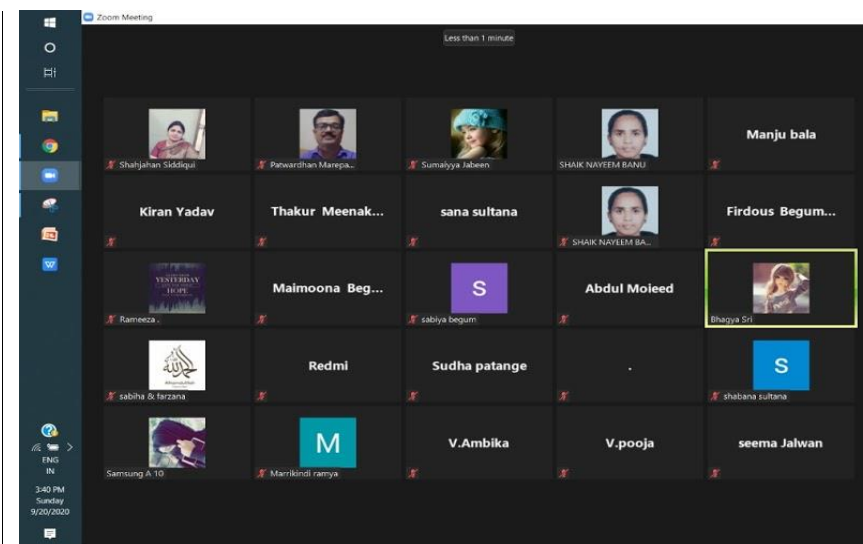 Zoom Meeting
Less than 1 minute
Shahjahan Siddiqui
Patwardhan Marepa...
Sumaiyya Jabeen
SHAIK NAYEEM BANU
Manju bala
Kiran Yadav
Thakur Meenak...
sana sultana
SHAIK NAYEEM BA...
Firdous Begum...
YESTERDAY
HOPE
Rameeza .
Maimoona Beg...
S
sabiya begum
Abdul Moieed
Bhagya Sri
الحمد لله
sabiha & farzana
Redmi
Sudha patange
.
S
shabana sultana
Samsung A 10
M
Marrikindi ramya
V.Ambika
V.pooja
seema Jalwan
ENG
IN
3:40 PM
Sunday
9/20/2020